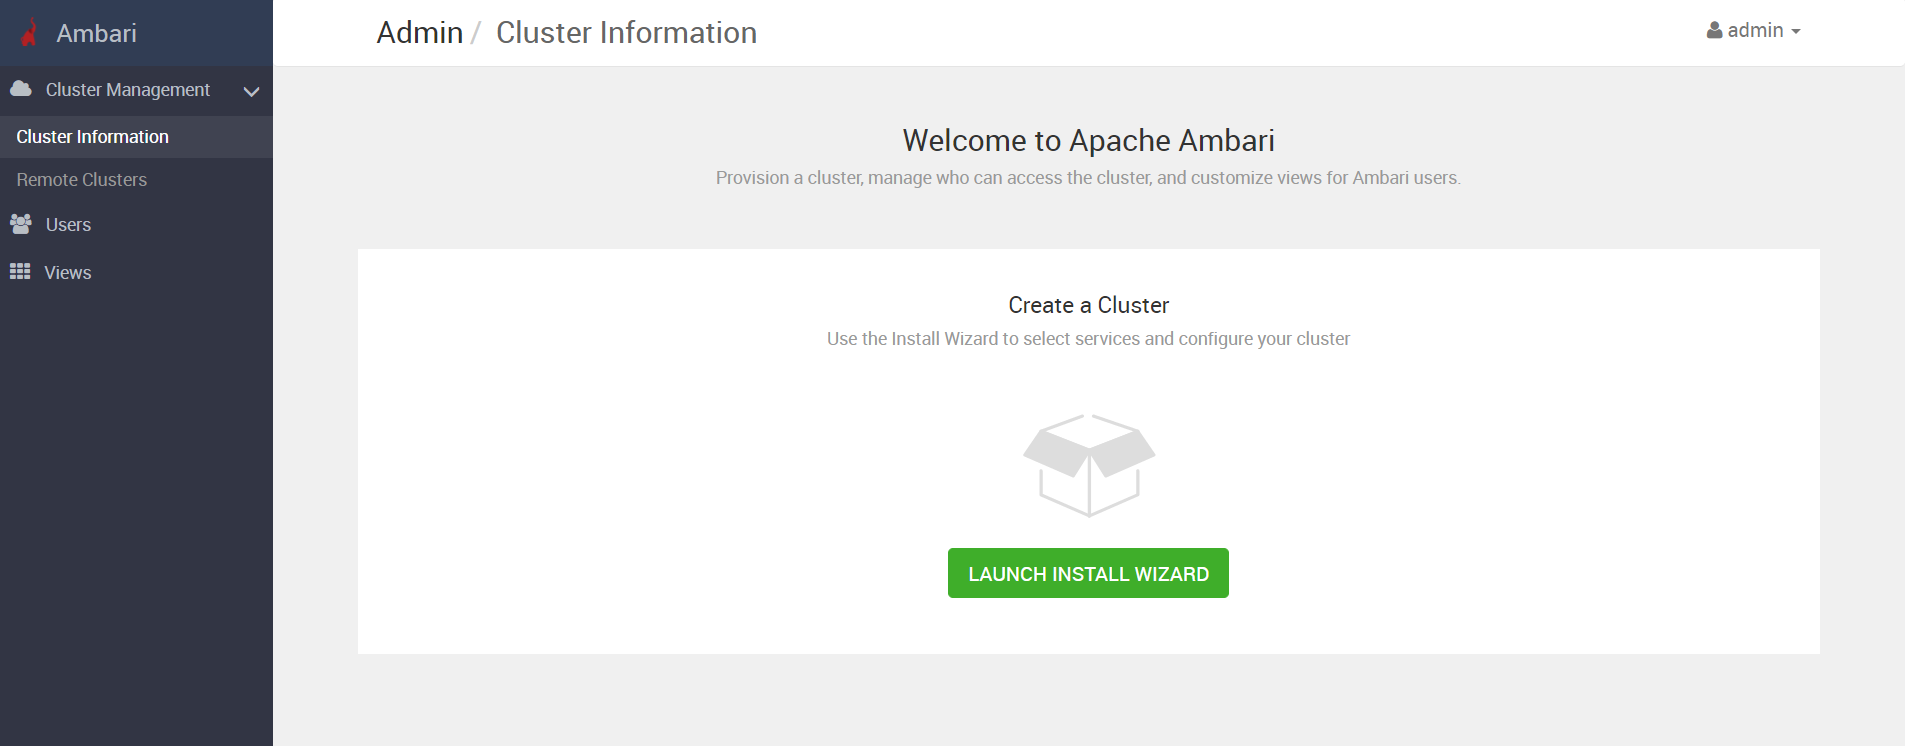 Ambari
Admin / Cluster Information
admin
Cluster Management
Cluster Information
Remote Clusters
Users
Views
Welcome to Apache Ambari
Provision a cluster, manage who can access the cluster, and customize views for Ambari users.
Create a Cluster
Use the Install Wizard to select services and configure your cluster
LAUNCH INSTALL WIZARD